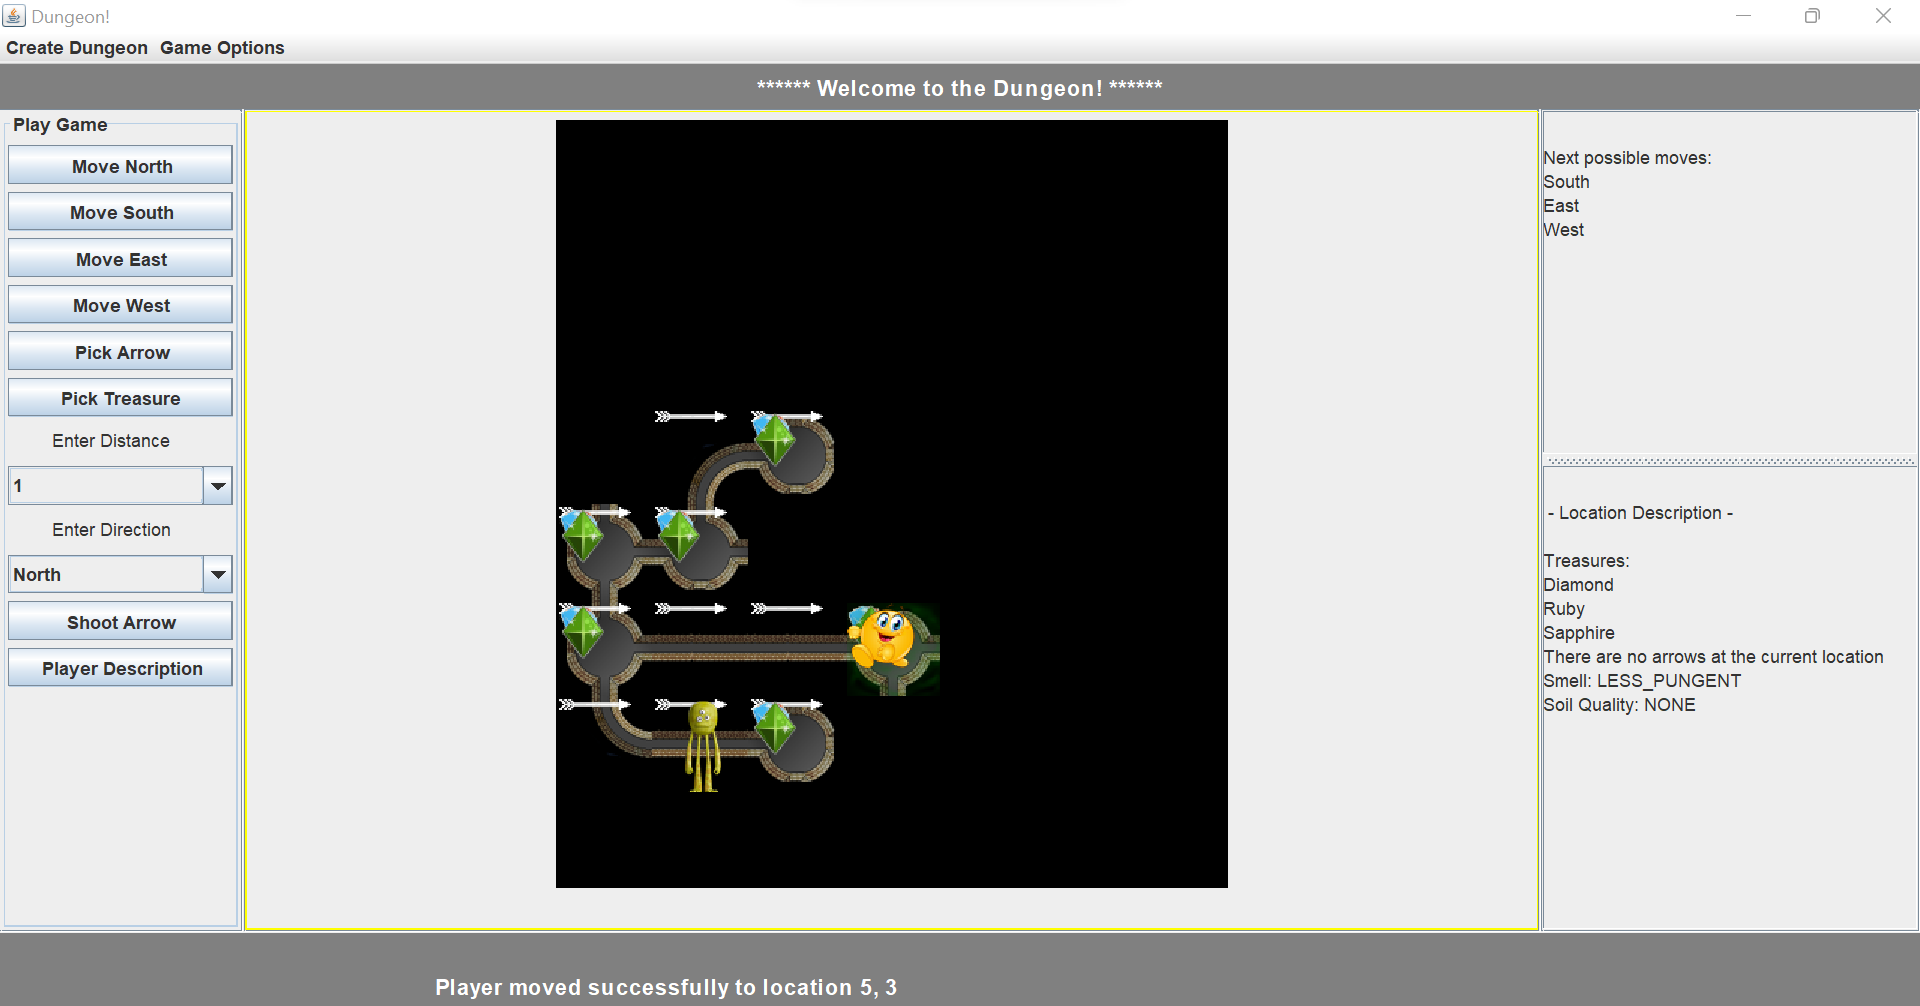 Dungeon!
Create Dungeon Game Options
****** Welcome to the Dungeon! ******
Play Game
Move North
Move South
Move East
Move West
Pick Arrow
Pick Treasure
Enter Distance
1
Enter Direction
North
Shoot Arrow
Player Description
Next possible moves:
South
East
West
- Location Description -
Treasures:
Diamond
Ruby
Sapphire
There are no arrows at the current location
Smell: LESS_PUNGENT
Soil Quality: NONE
Player moved successfully to location 5, 3